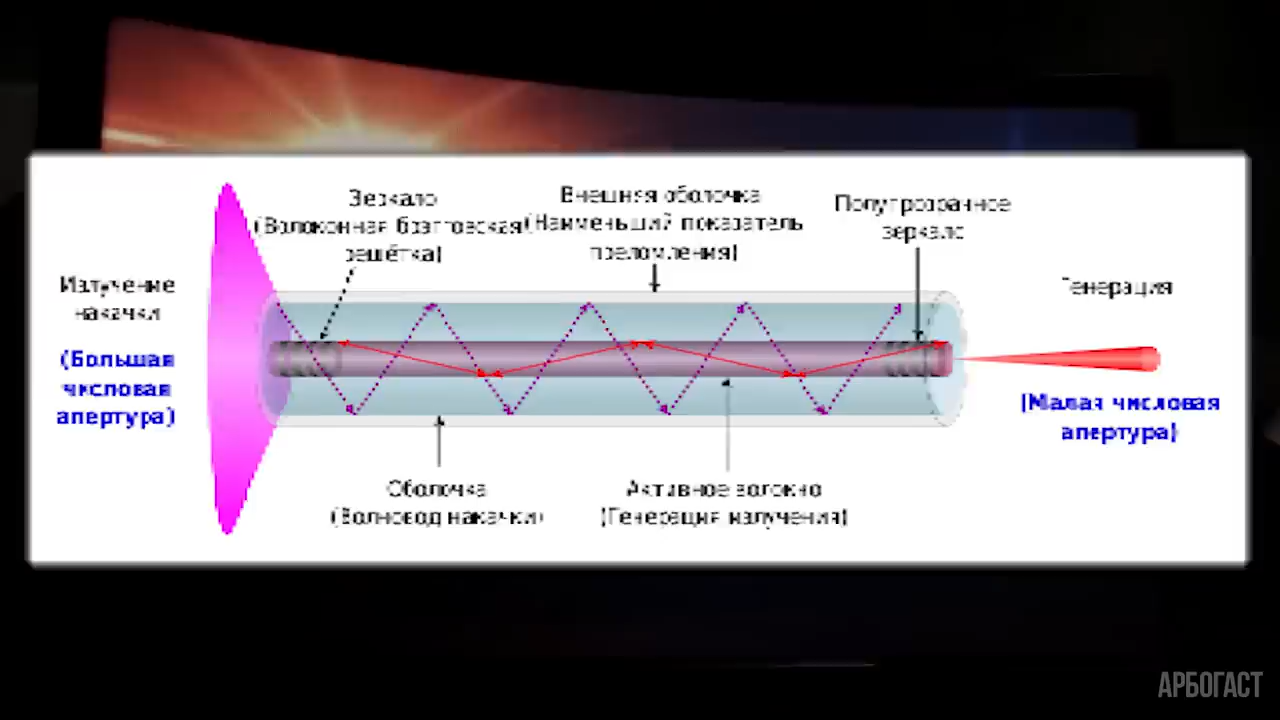 Зеркало
(Волоконная брэгговская
решётка)
Внешняя оболочка
(Наименьший показатель
преломления)
Полупрозрачное
зеркало
Излучение
накачки
(Большая
числовая
апертура)
Генерация
(Малая числовая
апертура)
Оболочка
(Волновод накачки)
Активное волокно
(Генерация излучения)
АРБОГАСТ